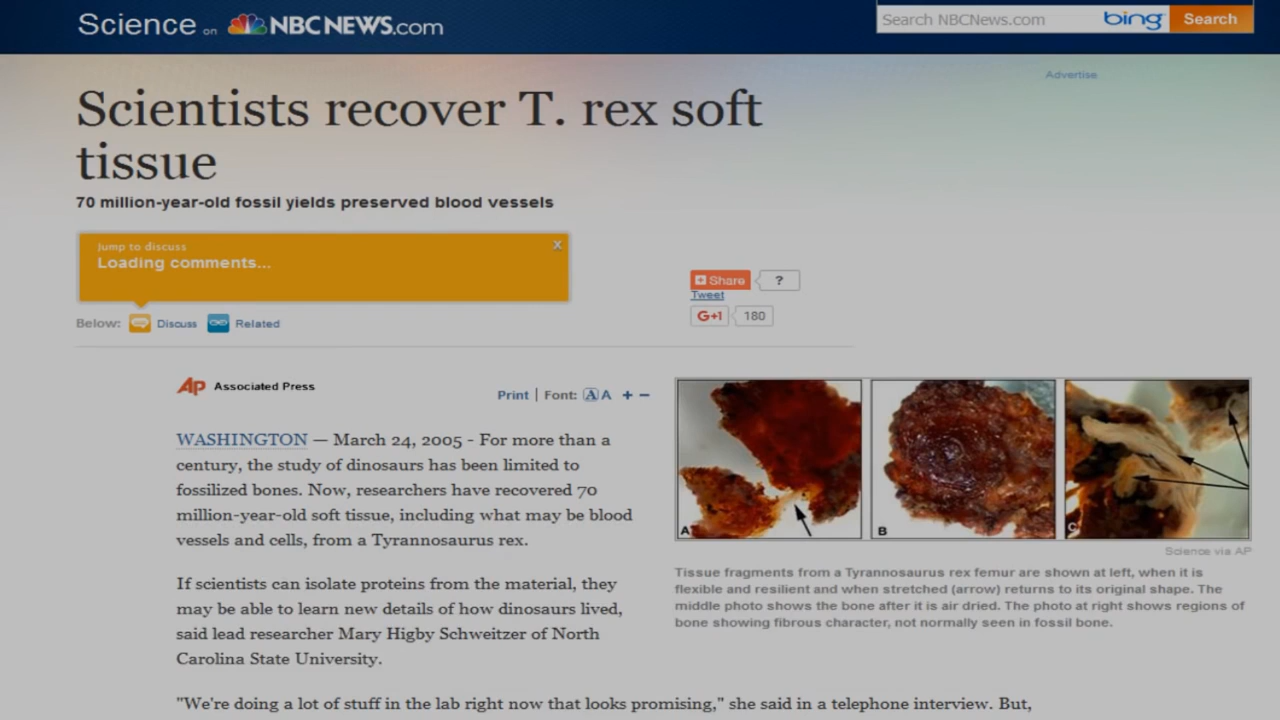 Science on NBCNEWS.com
Search NBCNews.com bing Search
Advertise
Scientists recover T. rex soft
tissue
70 million-year-old fossil yields preserved blood vessels
Jump to discuss x
Loading comments...
Share ?
Tweet
G+1 180
Below: Discuss Related
AP Associated Press
Print | Font: A A + −
WASHINGTON — March 24, 2005 - For more than a
century, the study of dinosaurs has been limited to
fossilized bones. Now, researchers have recovered 70
million-year-old soft tissue, including what may be blood
vessels and cells, from a Tyrannosaurus rex.
If scientists can isolate proteins from the material, they
may be able to learn new details of how dinosaurs lived,
said lead researcher Mary Higby Schweitzer of North
Carolina State University.
"We're doing a lot of stuff in the lab right now that looks promising," she said in a telephone interview. But,
A B C
Science via AP
Tissue fragments from a Tyrannosaurus rex femur are shown at left, when it is
flexible and resilient and when stretched (arrow) returns to its original shape. The
middle photo shows the bone after it is air dried. The photo at right shows regions of
bone showing fibrous character, not normally seen in fossil bone.